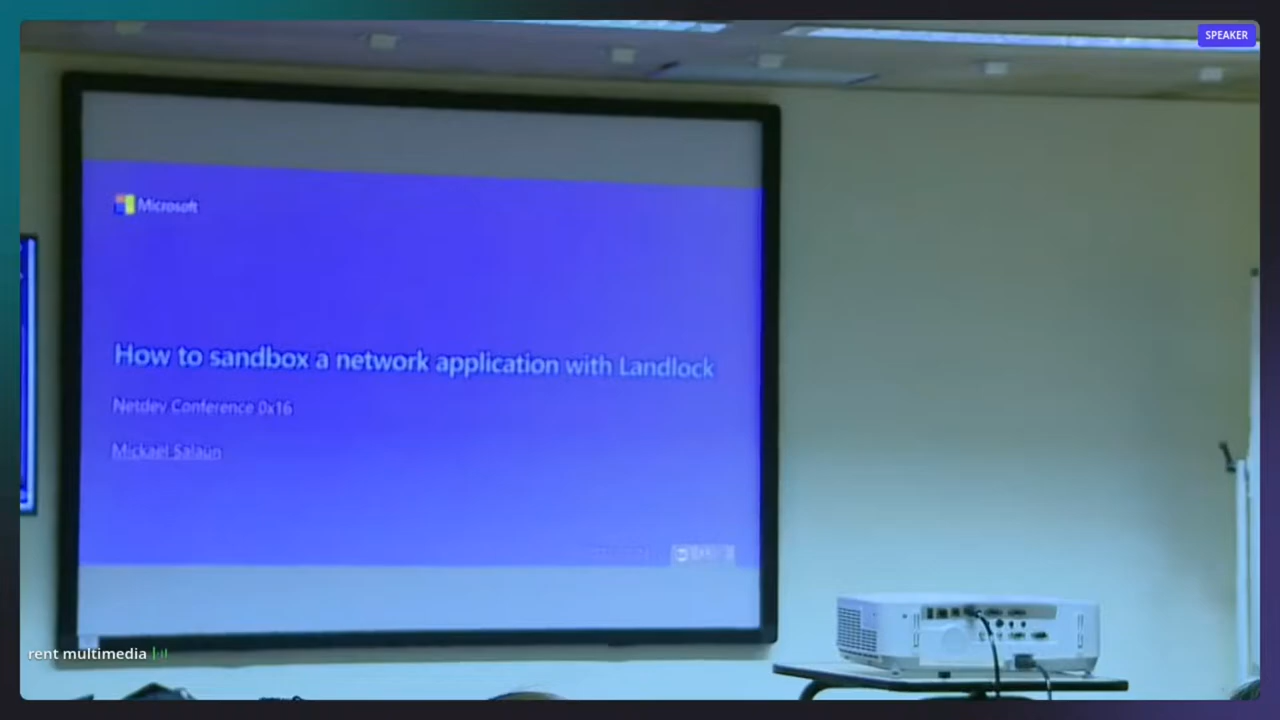 SPEAKER
Microsoft
How to sandbox a network application with Landlock
Netdev Conference 0x16
Mickaël Salaün
rent multimedia